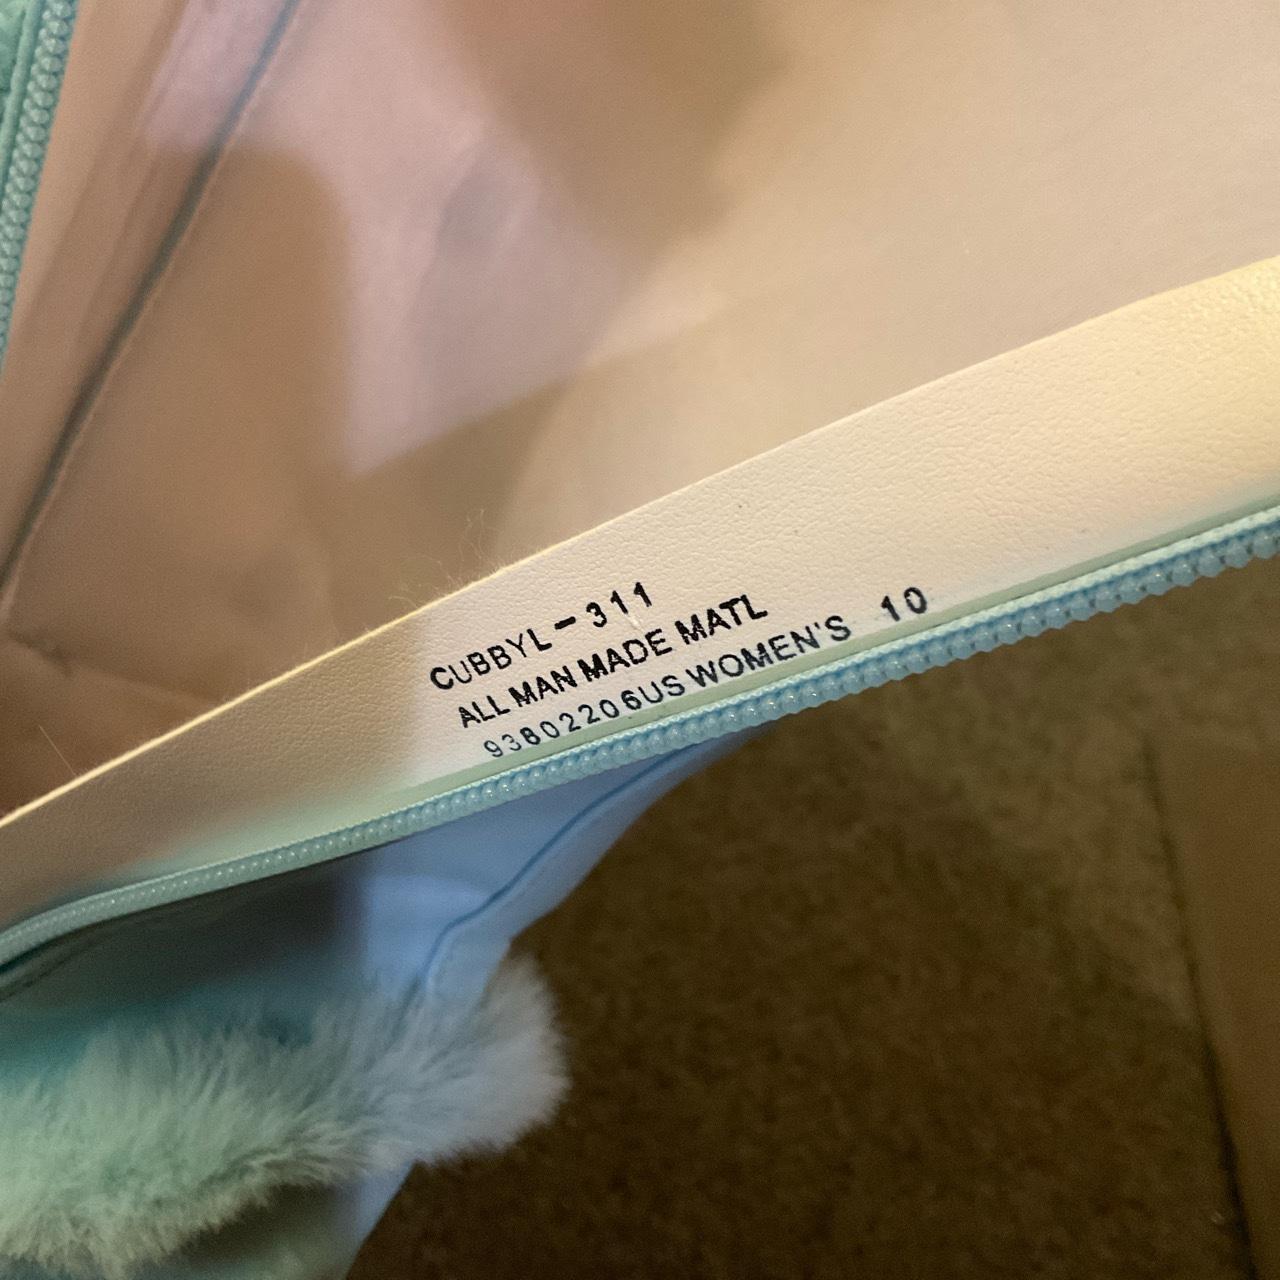 CUBBYL-311
ALL MAN MADE MATL
93802206US WOMEN'S 10